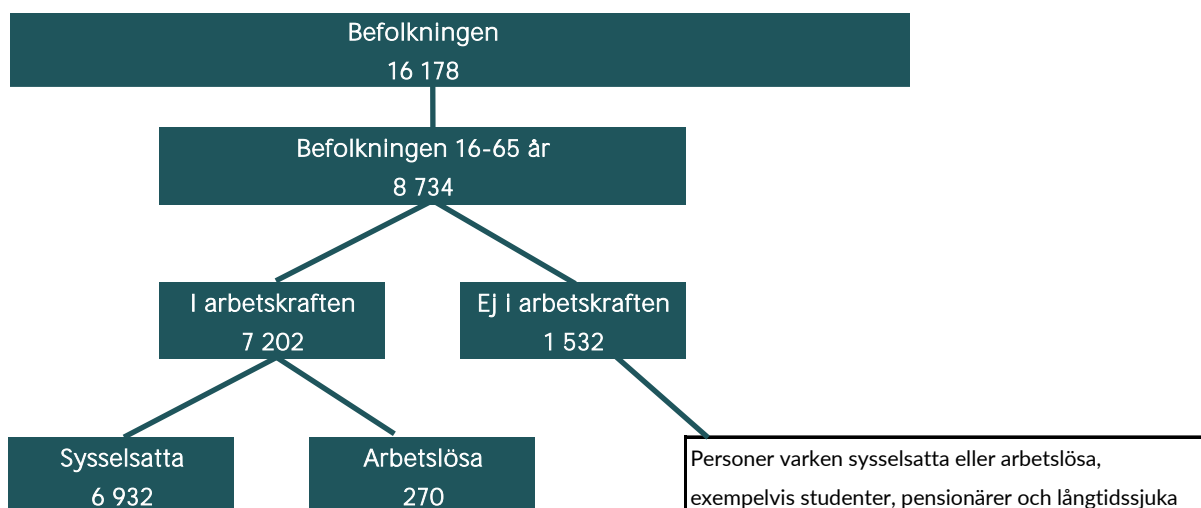 Befolkningen
16 178
Befolkningen 16-65 år
8 734
I arbetskraften
7 202
Ej i arbetskraften
1 532
Sysselsatta
6 932
Arbetslösa
270
Personer varken sysselsatta eller arbetslösa,
exempelvis studenter, pensionärer och långtidssjuka